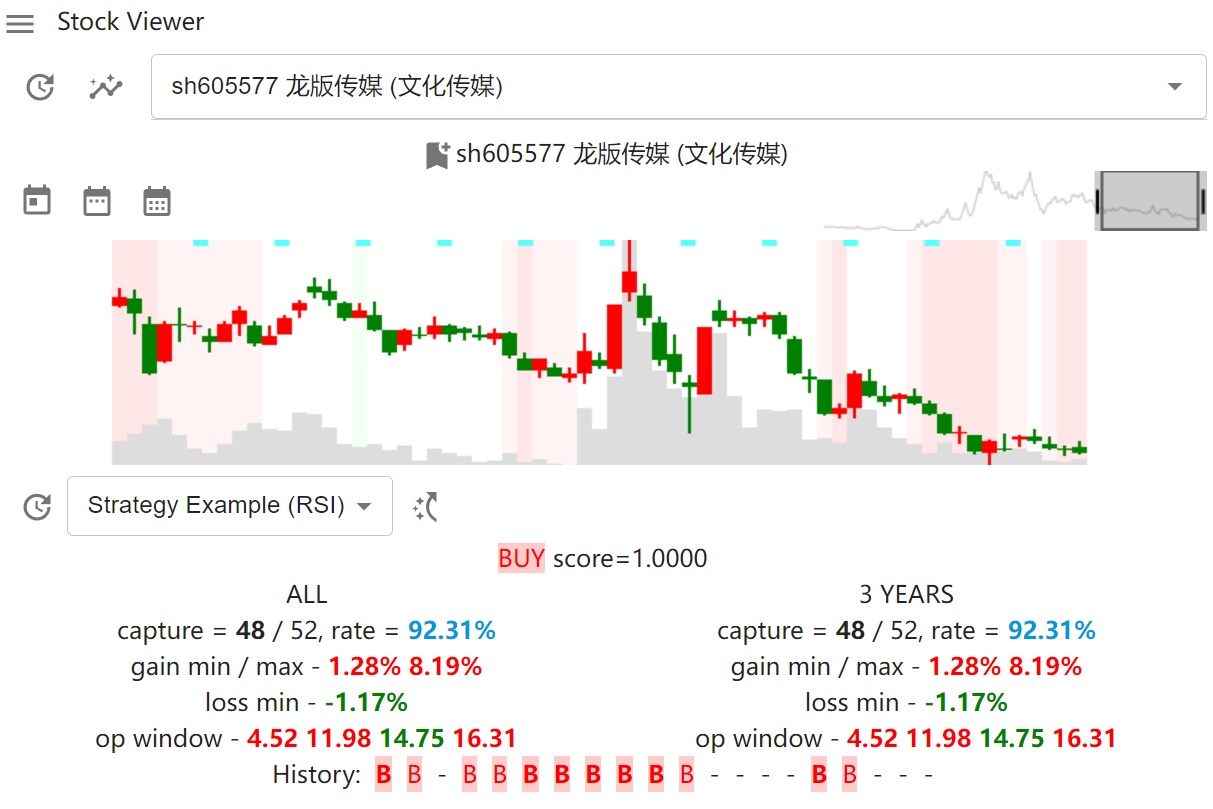 Stock Viewer
sh605577 龙版传媒 (文化传媒)
sh605577 龙版传媒 (文化传媒)
Strategy Example (RSI)
BUY score=1.0000
ALL
capture = 48 / 52, rate = 92.31%
gain min / max - 1.28% 8.19%
loss min - -1.17%
op window - 4.52 11.98 14.75 16.31
3 YEARS
capture = 48 / 52, rate = 92.31%
gain min / max - 1.28% 8.19%
loss min - -1.17%
op window - 4.52 11.98 14.75 16.31
History: B B - B B B B B B B B - - - - B B - - -